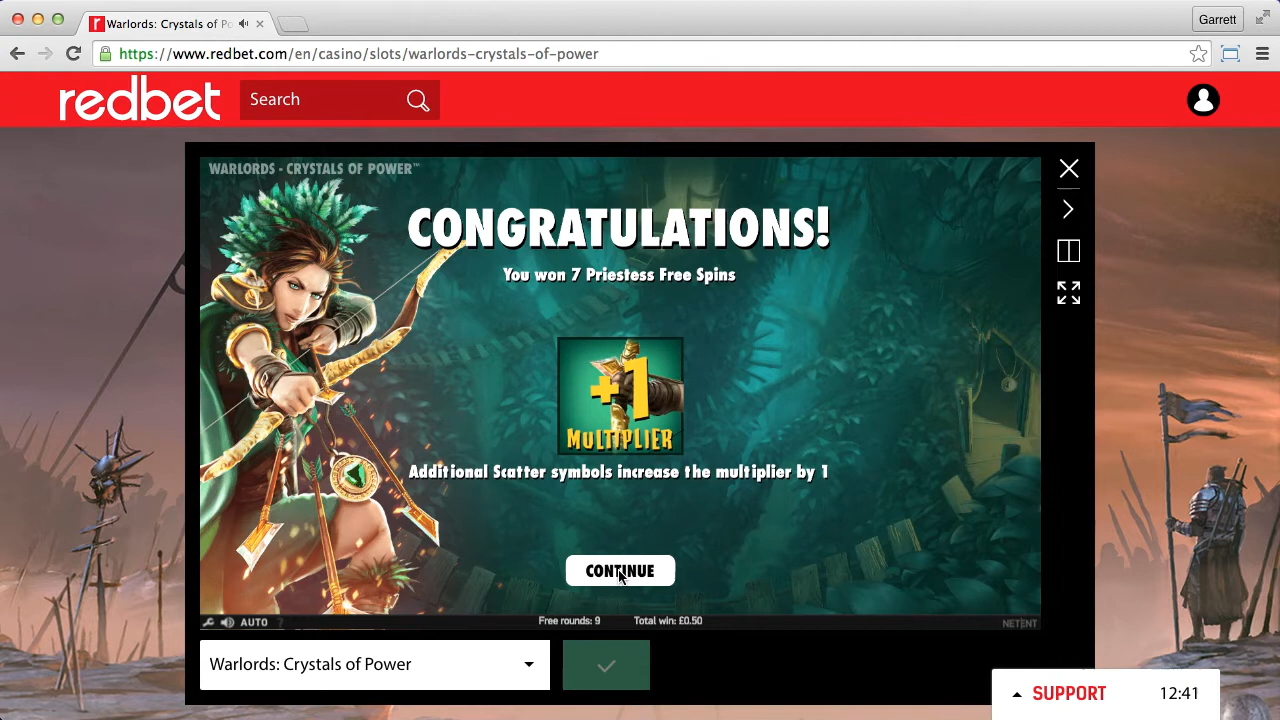 Warlords: Crystals of Po
Garrett
https://www.redbet.com/en/casino/slots/warlords-crystals-of-power
redbet
Search
WARLORDS - CRYSTALS OF POWER™
CONGRATULATIONS!
You won 7 Priestess Free Spins
+1
MULTIPLIER
Additional Scatter symbols increase the multiplier by 1
CONTINUE
AUTO ?
Free rounds: 9 Total win: £0.50
NETENT
Warlords: Crystals of Power
SUPPORT 12:41